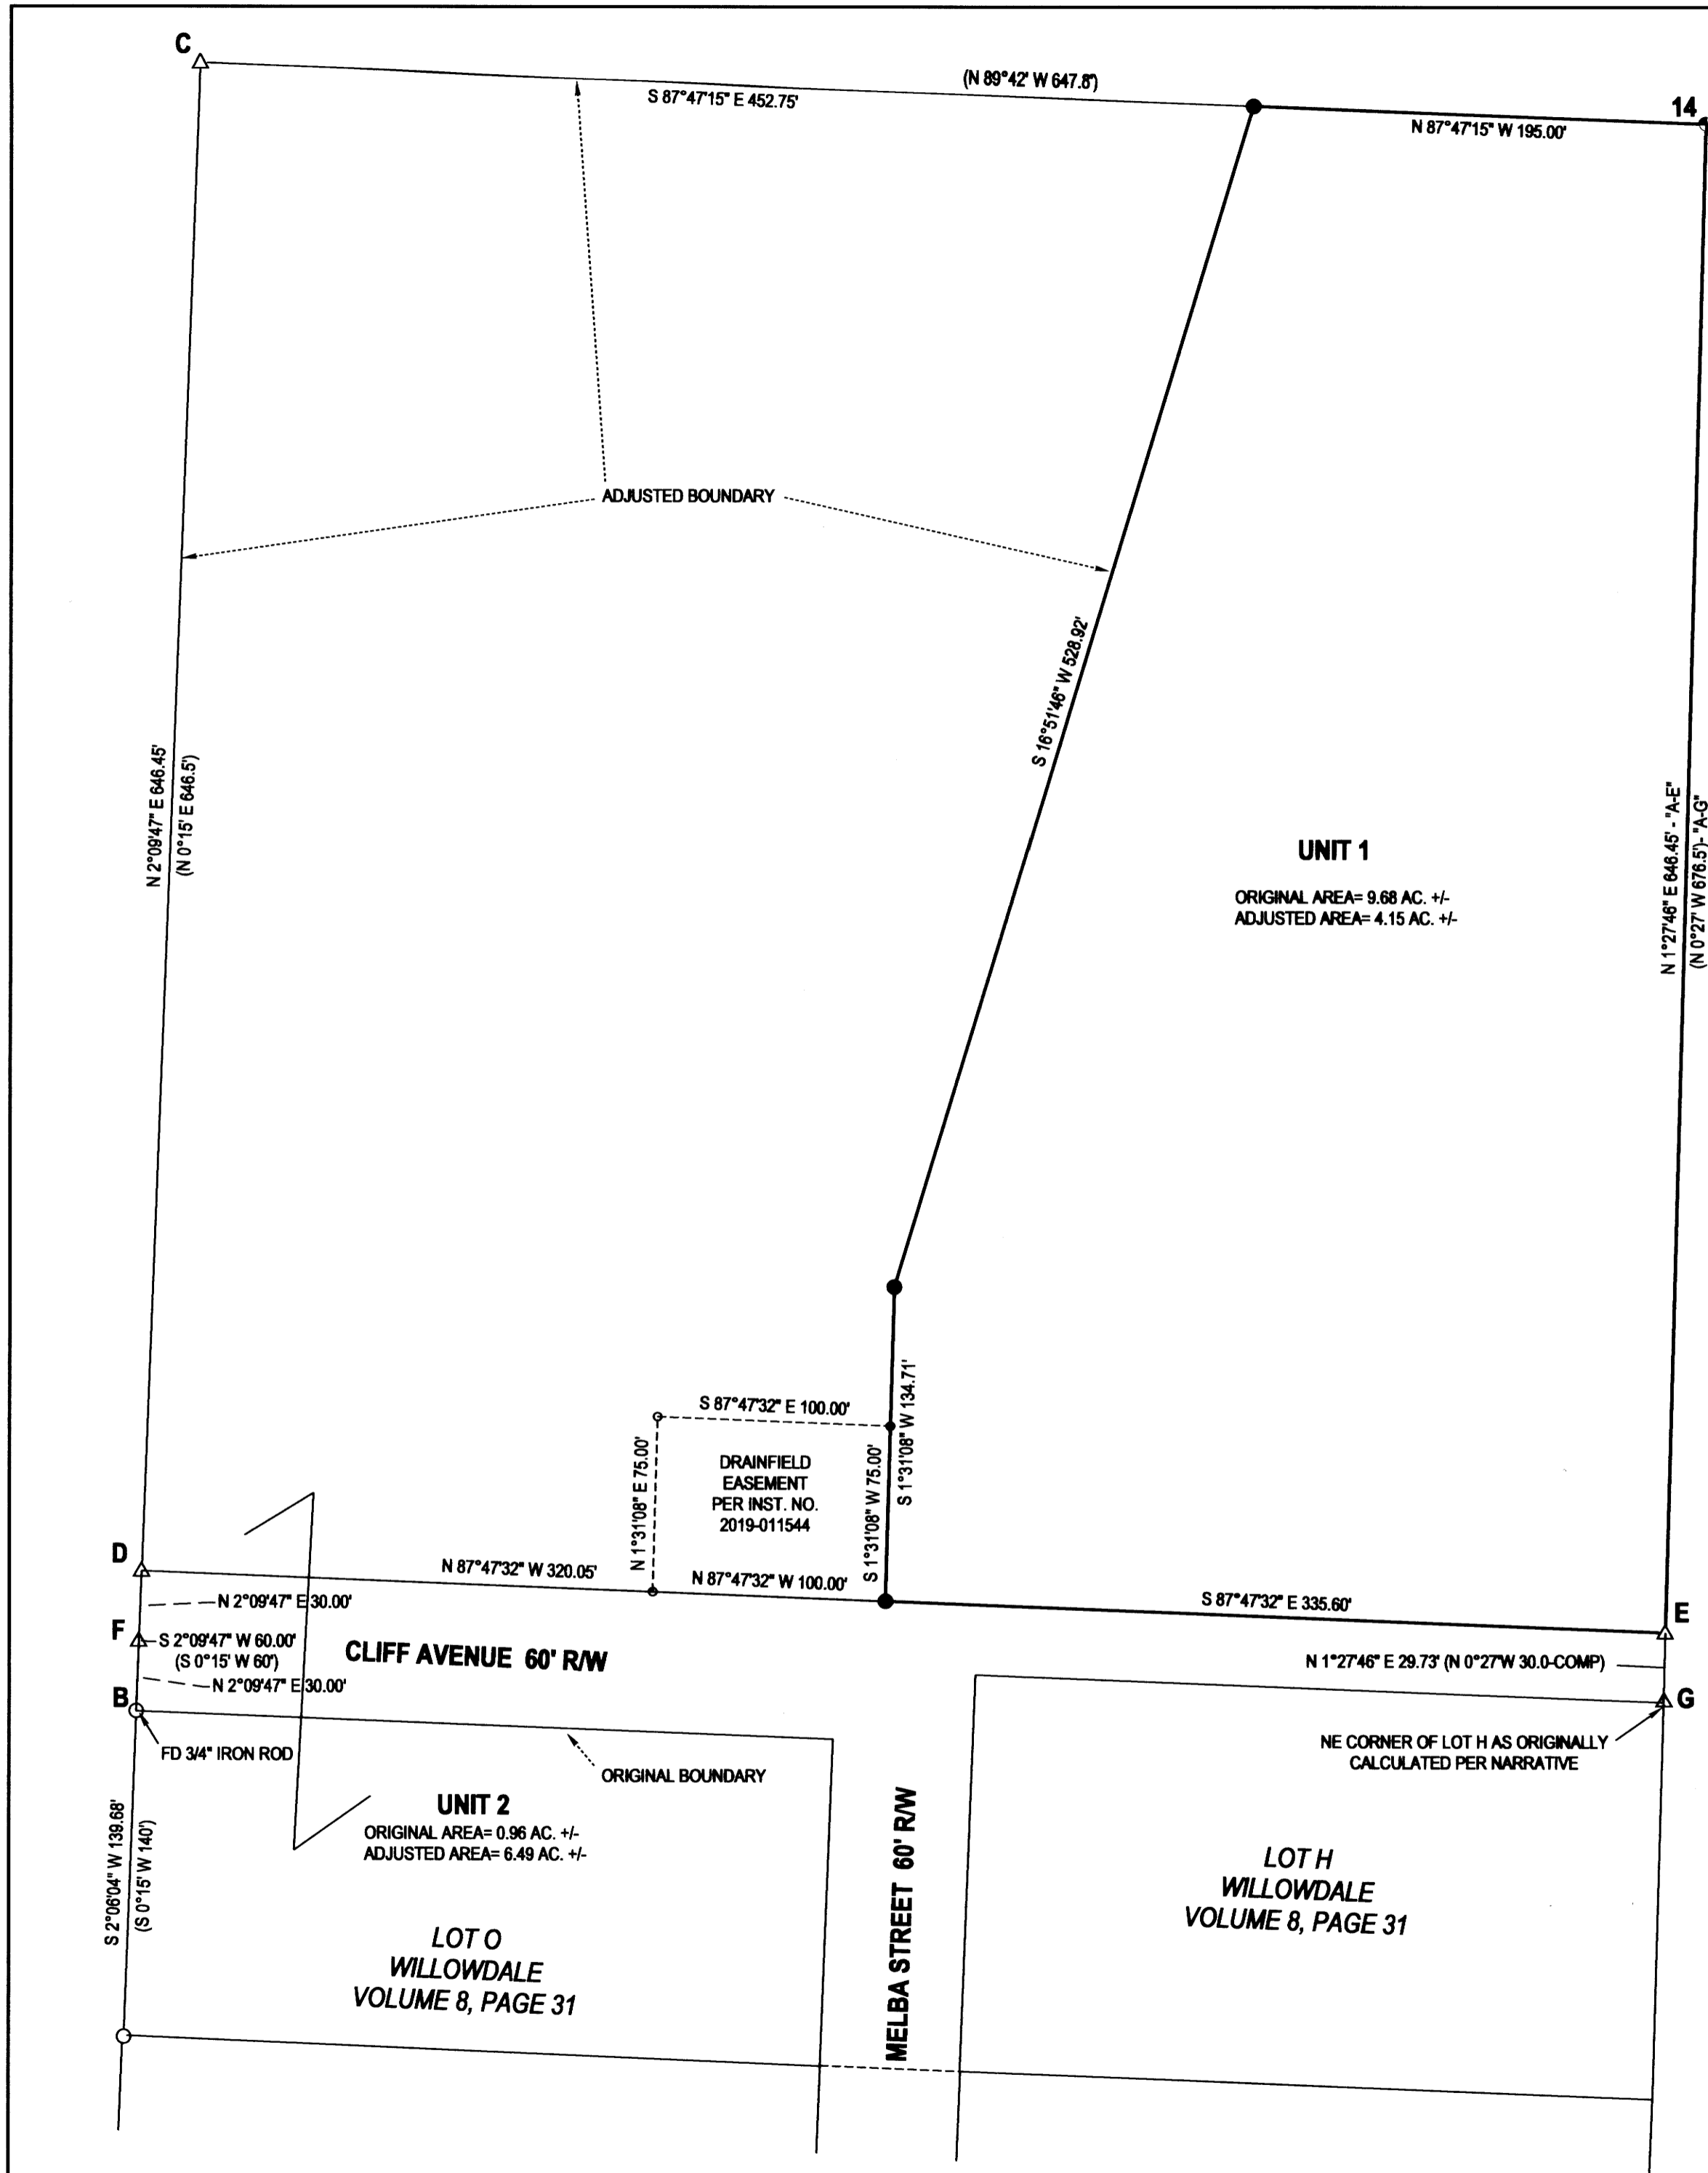 C
(N 89°42' W 647.8')
S 87°47'15" E 452.75'
14
N 87°47'15" W 195.00'
ADJUSTED BOUNDARY
S 16°51'46" W 528.92'
N 2°09'47" E 646.45'
(N 0°15' E 646.5')
UNIT 1
ORIGINAL AREA= 9.68 AC. +/-
ADJUSTED AREA= 4.15 AC. +/-
N 1°27'46" E 646.45' - "A-E"
(N 0°27' W 676.5')- "A-G"
S 87°47'32" E 100.00'
S 1°31'08" W 134.71'
N 1°31'08" E 75.00'
DRAINFIELD
EASEMENT
PER INST. NO.
2019-011544
S 1°31'08" W 75.00'
D
N 87°47'32" W 320.05'
N 87°47'32" W 100.00'
S 87°47'32" E 335.60'
E
N 2°09'47" E 30.00'
F
S 2°09'47" W 60.00'
(S 0°15' W 60')
CLIFF AVENUE 60' R/W
N 1°27'46" E 29.73' (N 0°27'W 30.0-COMP)
N 2°09'47" E 30.00'
B
G
FD 3/4" IRON ROD
NE CORNER OF LOT H AS ORIGINALLY
CALCULATED PER NARRATIVE
ORIGINAL BOUNDARY
UNIT 2
ORIGINAL AREA= 0.96 AC. +/-
ADJUSTED AREA= 6.49 AC. +/-
S 2°06'04" W 139.68'
(S 0°15' W 140')
MELBA STREET 60' R/W
LOT H
WILLOWDALE
VOLUME 8, PAGE 31
LOT O
WILLOWDALE
VOLUME 8, PAGE 31